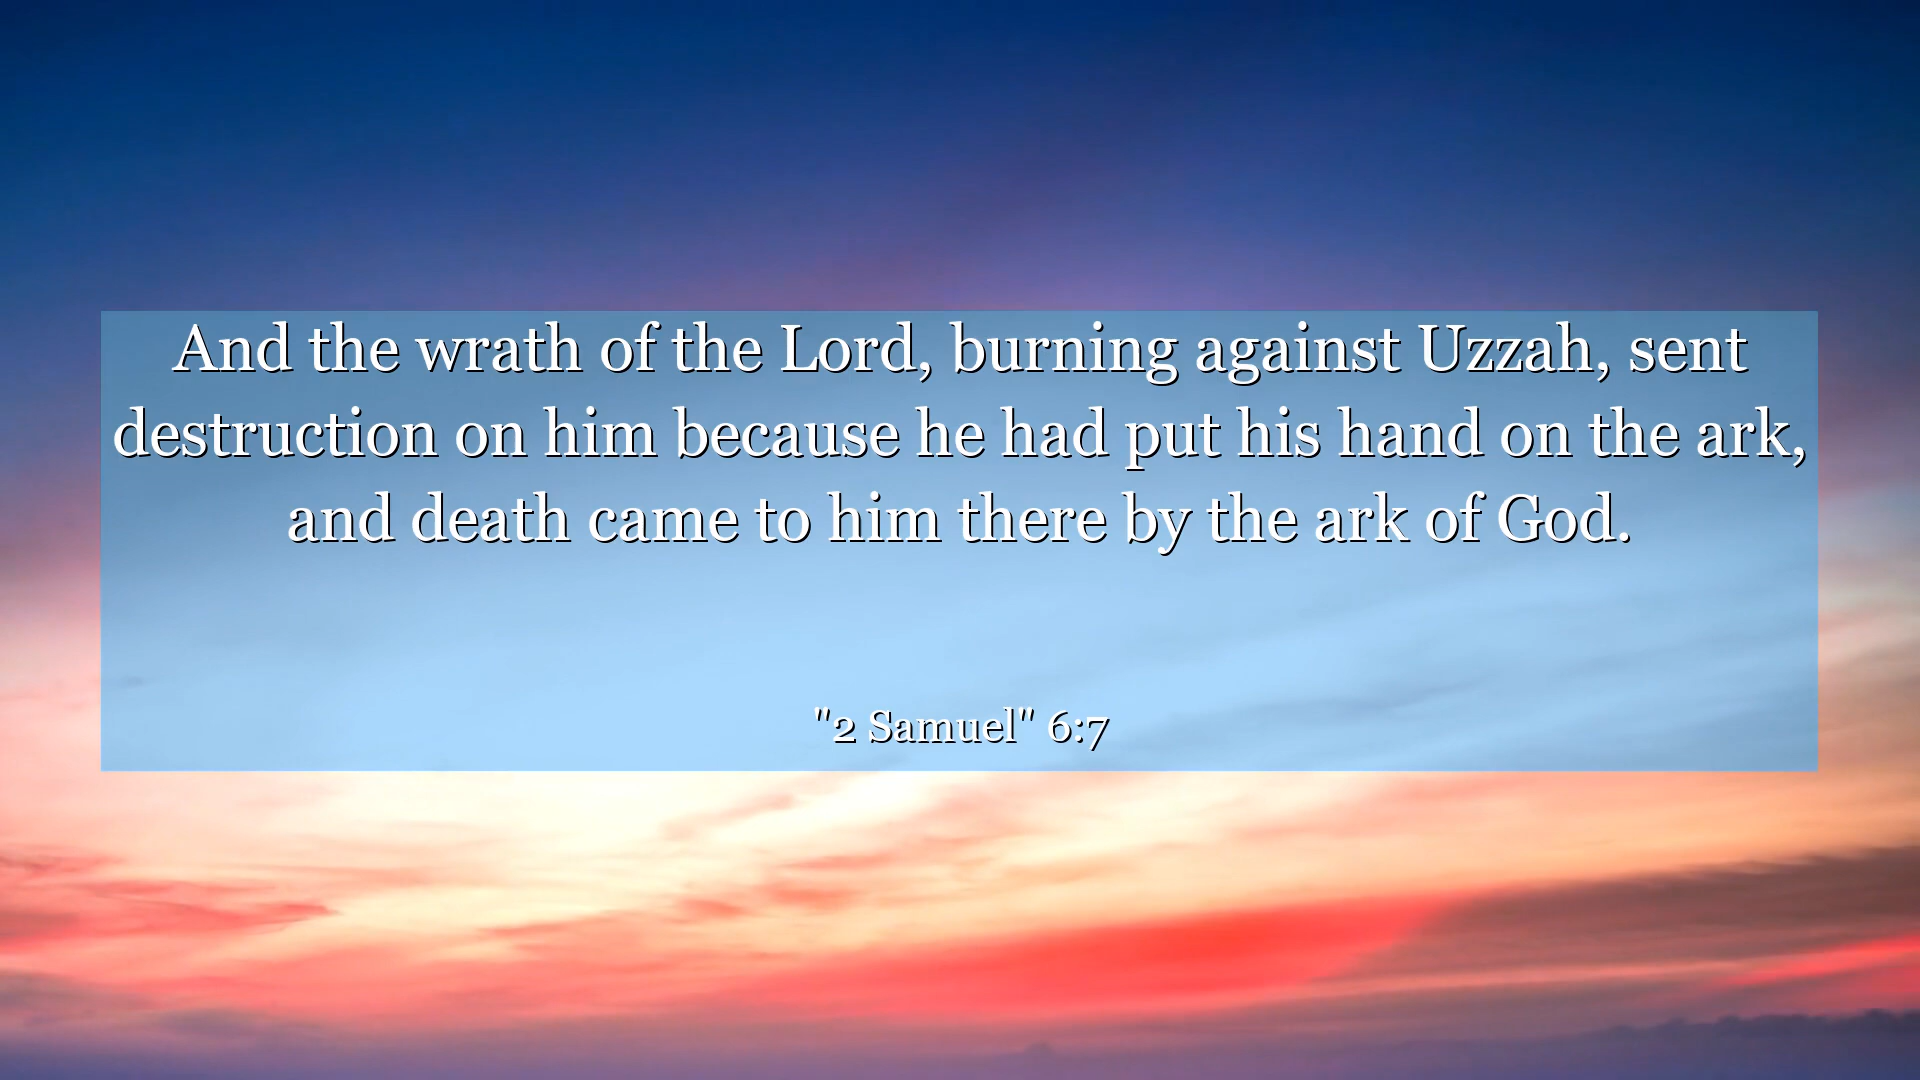 And the wrath of the Lord, burning against Uzzah, sent
destruction on him because he had put his hand on the ark,
and death came to him there by the ark of God.
"2 Samuel" 6:7